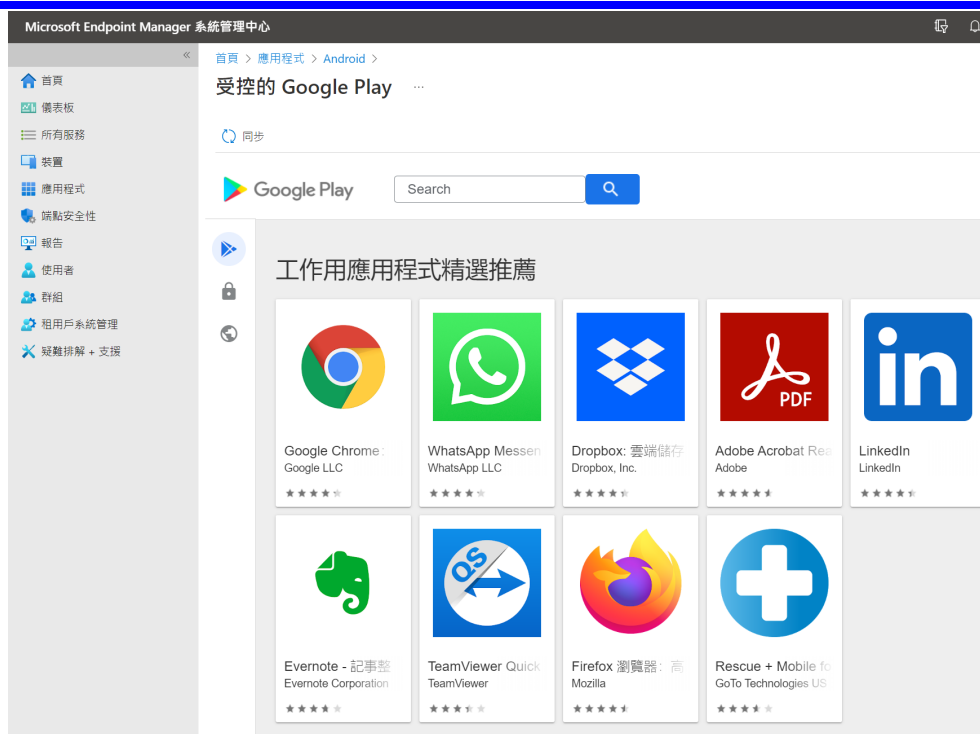 Microsoft Endpoint Manager 系統管理中心
«
首頁
儀表板
所有服務
裝置
應用程式
端點安全性
報告
使用者
群組
租用戶系統管理
疑難排解 + 支援
首頁 > 應用程式 > Android >
受控的 Google Play ...
同步
Google Play
Search
工作用應用程式精選推薦
Google Chrome:
Google LLC
WhatsApp Messen
WhatsApp LLC
Dropbox: 雲端儲存
Dropbox, Inc.
PDF
Adobe Acrobat Rea
Adobe
in
LinkedIn
LinkedIn
Evernote - 記事整
Evernote Corporation
QS
TeamViewer Quick
TeamViewer
Firefox 瀏覽器：高
Mozilla
Rescue + Mobile fo
GoTo Technologies US